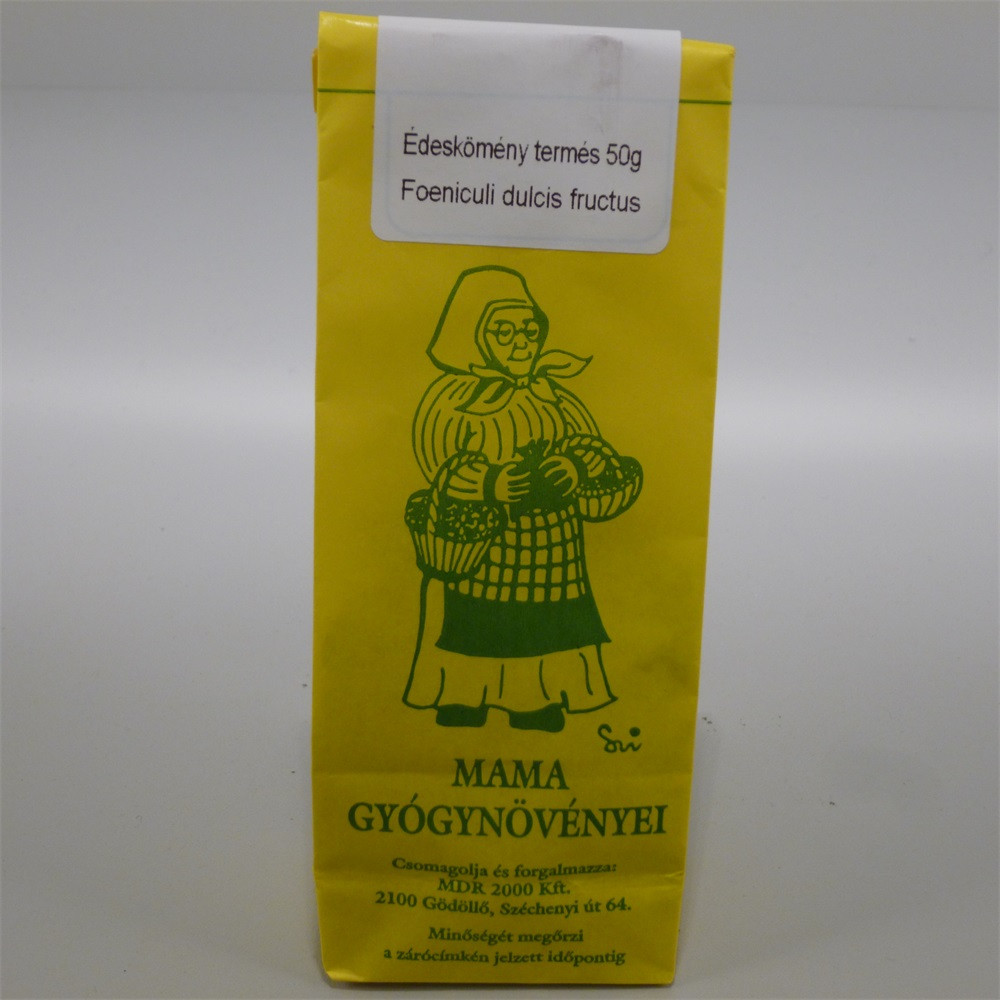 Édeskömény termés 50g
Foeniculi dulcis fructus
Sri
MAMA
GYÓGYNÖVÉNYEI
Csomagolja és forgalmazza:
MDR 2000 Kft.
2100 Gödöllő, Széchenyi út 64.
Minőségét megőrzi
a zárócímkén jelzett időpontig